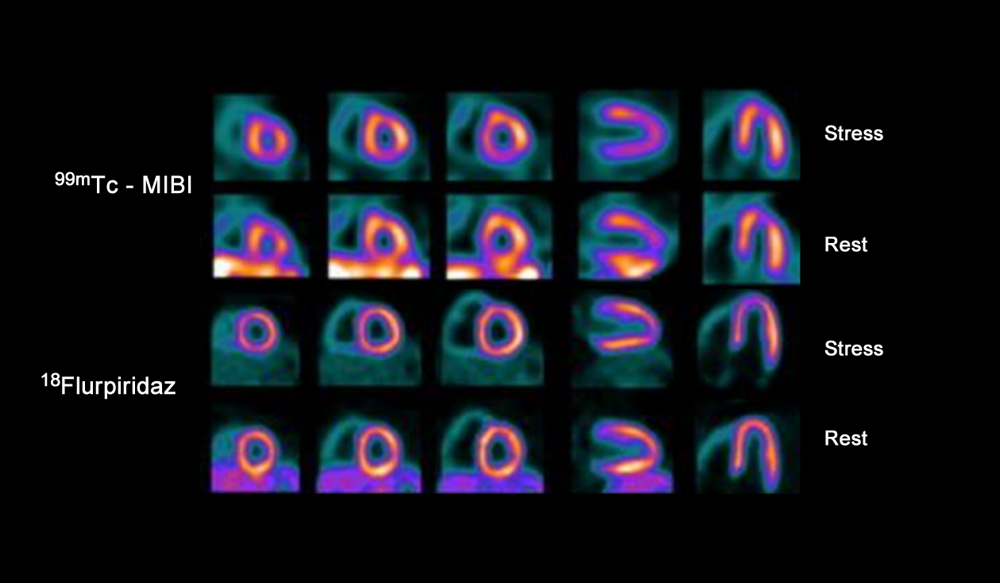 Stress
⁹⁹ᵐTc - MIBI
Rest
Stress
¹⁸Flurpiridaz
Rest